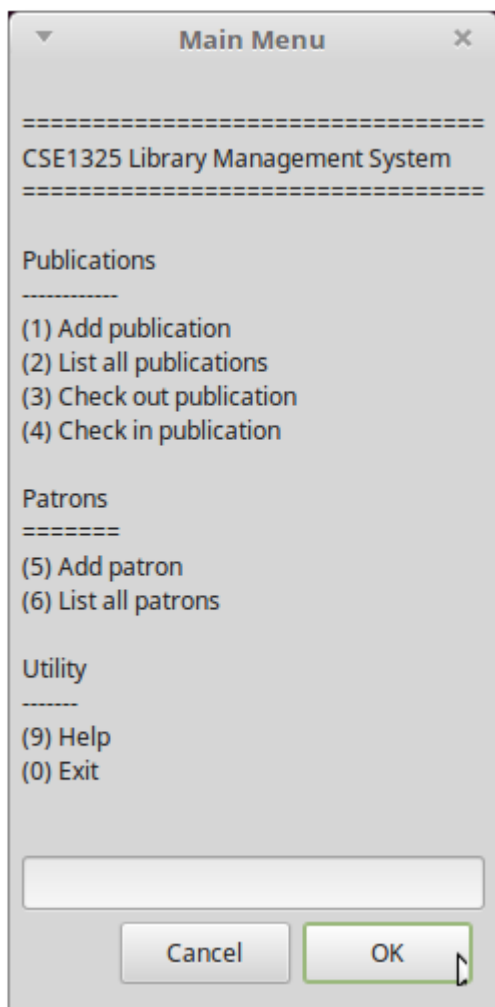 Main Menu
=================================
CSE1325 Library Management System
=================================
Publications
-------------
(1) Add publication
(2) List all publications
(3) Check out publication
(4) Check in publication
Patrons
=======
(5) Add patron
(6) List all patrons
Utility
-------
(9) Help
(0) Exit
Cancel
OK